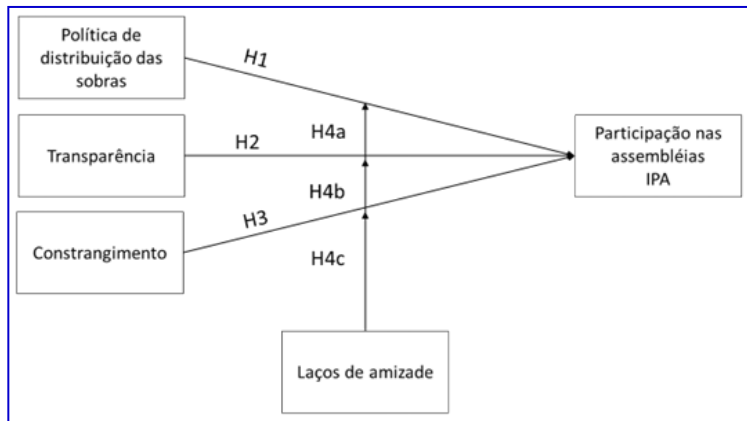 Política de
distribuição das
sobras
H1
Transparência
H2
H4a
Participação nas
assembléias
IPA
H4b
H3
Constrangimento
H4c
Laços de amizade